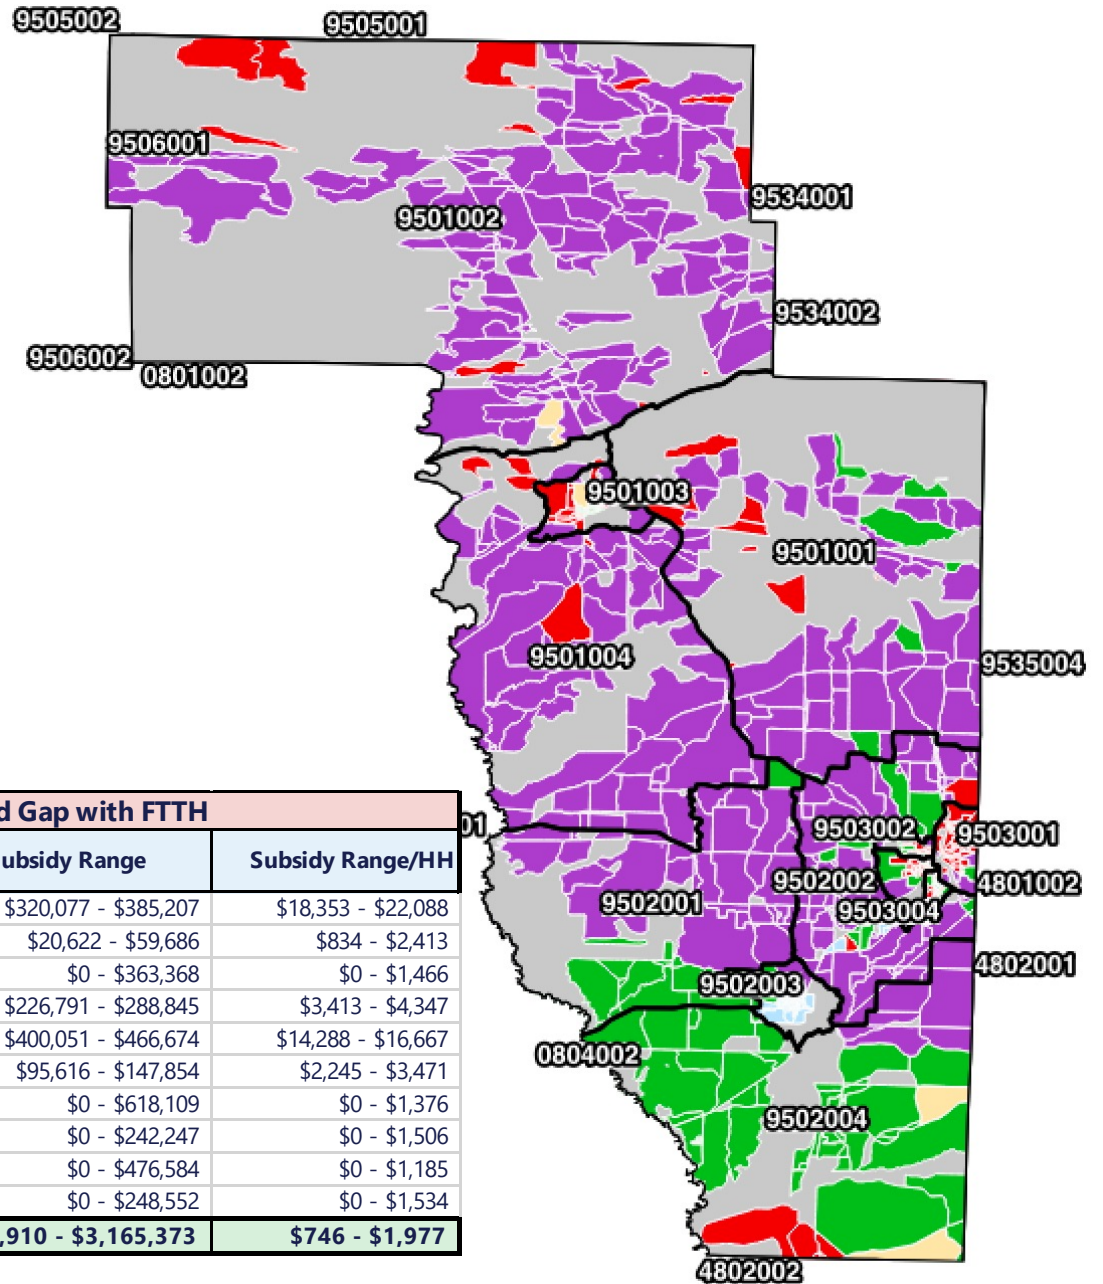 9505002
9505001
9506001
9534001
9501002
9534002
9506002
0801002
9501003
9501001
9501004
9535004
d Gap with FTTH
01
9503002
9503001
ubsidy Range Subsidy Range/HH
9502002
4801002
$320,077 - $385,207 $18,353 - $22,088
9502001
9503004
$20,622 - $59,686 $834 - $2,413
$0 - $363,368 $0 - $1,466
4802001
9502003
$226,791 - $288,845 $3,413 - $4,347
$400,051 - $466,674 $14,288 - $16,667
0804002
$95,616 - $147,854 $2,245 - $3,471
$0 - $618,109 $0 - $1,376
9502004
$0 - $242,247 $0 - $1,506
$0 - $476,584 $0 - $1,185
$0 - $248,552 $0 - $1,534
,910 - $3,165,373 $746 - $1,977
4802002